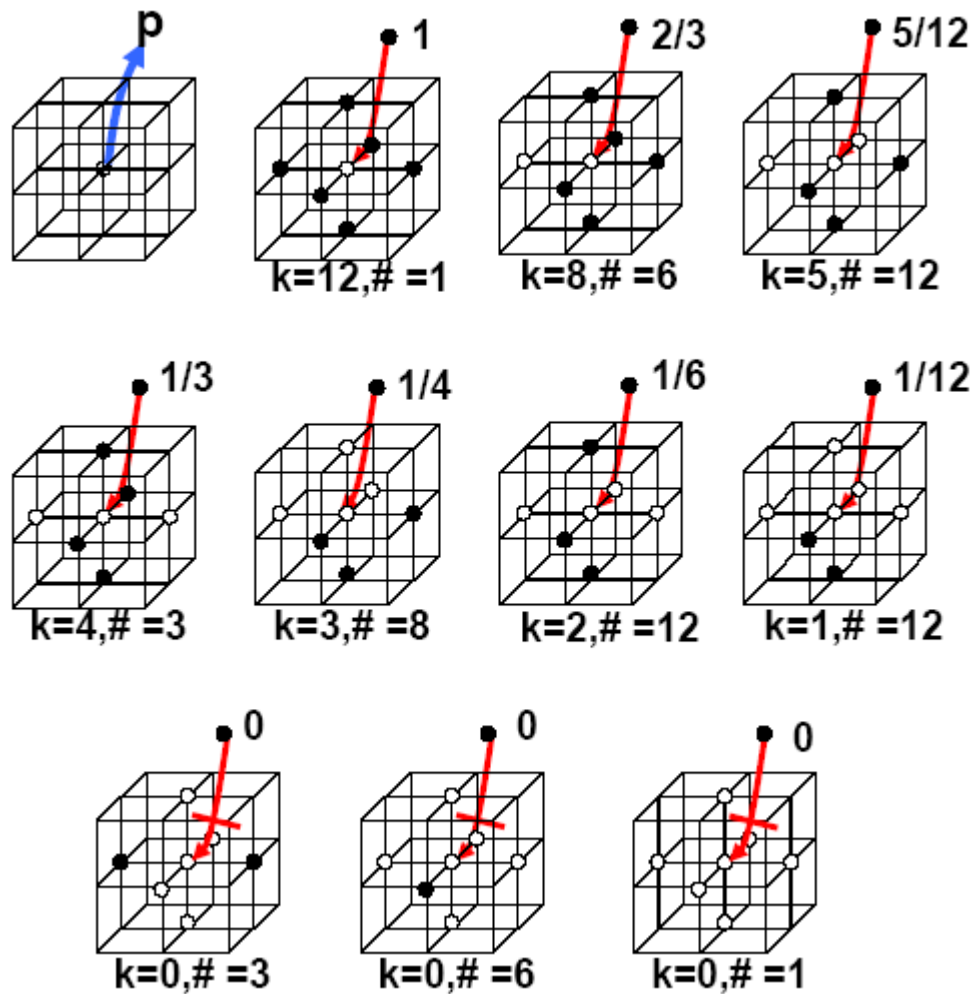 p
1
2/3
5/12
k=12,# =1
k=8,# =6
k=5,# =12
1/3
1/4
1/6
1/12
k=4,# =3
k=3,# =8
k=2,# =12
k=1,# =12
0
0
0
k=0,# =3
k=0,# =6
k=0,# =1